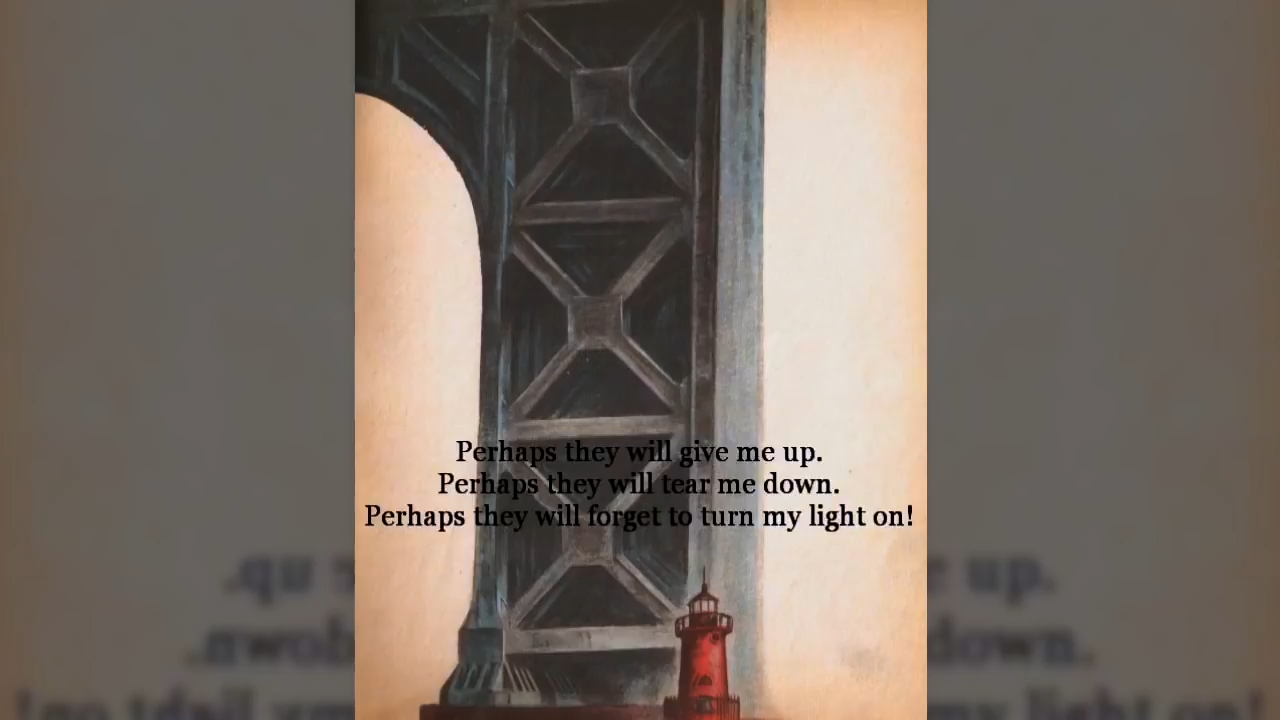 Perhaps they will give me up.
Perhaps they will tear me down.
Perhaps they will forget to turn my light on!